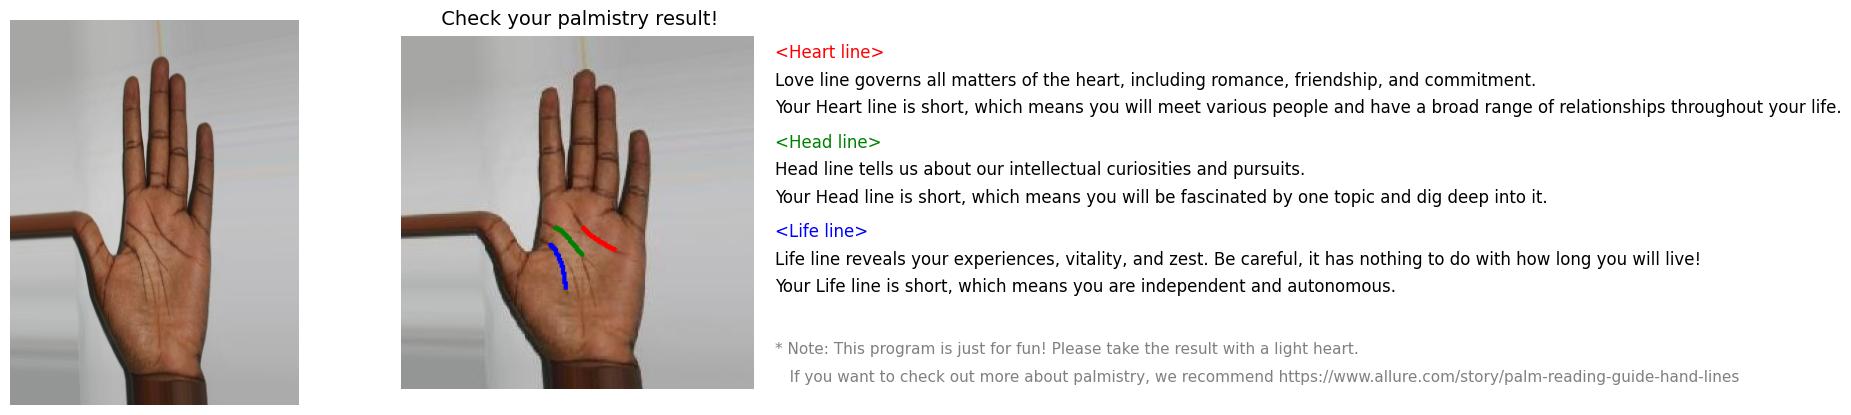 Check your palmistry result!
<Heart line>
Love line governs all matters of the heart, including romance, friendship, and commitment.
Your Heart line is short, which means you will meet various people and have a broad range of relationships throughout your life.
<Head line>
Head line tells us about our intellectual curiosities and pursuits.
Your Head line is short, which means you will be fascinated by one topic and dig deep into it.
<Life line>
Life line reveals your experiences, vitality, and zest. Be careful, it has nothing to do with how long you will live!
Your Life line is short, which means you are independent and autonomous.
* Note: This program is just for fun! Please take the result with a light heart.
If you want to check out more about palmistry, we recommend https://www.allure.com/story/palm-reading-guide-hand-lines